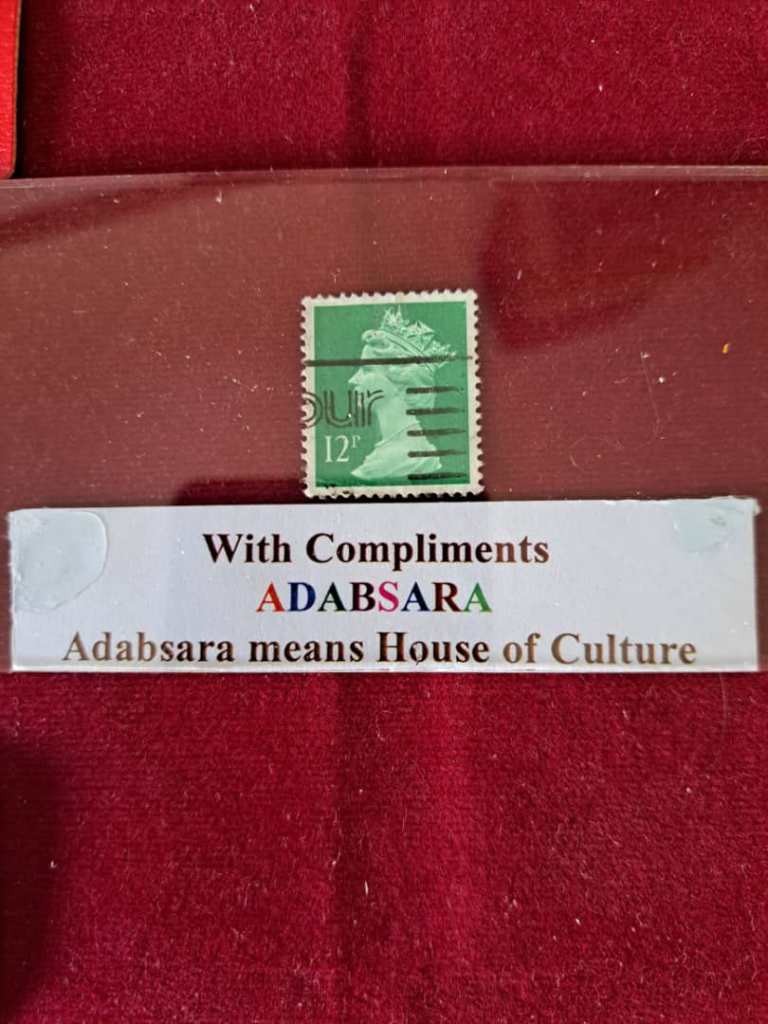 our
12P
With Compliments
ADABSARA
Adabsara means House of Culture